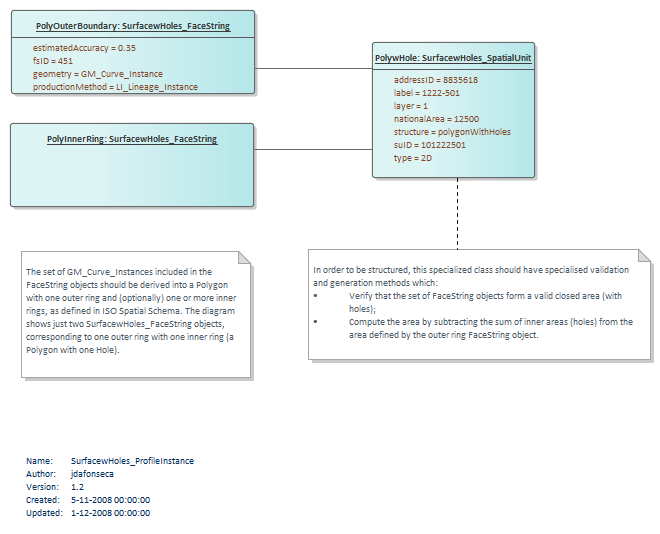 PolyOuterBoundary: SurfacewHoles_FaceString
estimatedAccuracy = 0.35
fsID = 451
geometry = GM_Curve_Instance
productionMethod = LI_Lineage_Instance
PolyInnerRing: SurfacewHoles_FaceString
PolywHole: SurfacewHoles_SpatialUnit
addressID = 8835618
label = 1222-501
layer = 1
nationalArea = 12500
structure = polygonWithHoles
suID = 101222501
type = 2D
The set of GM_Curve_Instances included in the
FaceString objects should be derived into a Polygon
with one outer ring and (optionally) one or more inner
rings, as defined in ISO Spatial Schema. The diagram
shows just two SurfacewHoles_FaceString objects,
corresponding to one outer ring with one inner ring (a
Polygon with one Hole).
In order to be structured, this specialized class should have specialised validation
and generation methods which:
• Verify that the set of FaceString objects form a valid closed area (with
holes);
• Compute the area by subtracting the sum of inner areas (holes) from the
area defined by the outer ring FaceString object.
Name: SurfacewHoles_ProfileInstance
Author: jdafonseca
Version: 1.2
Created: 5-11-2008 00:00:00
Updated: 1-12-2008 00:00:00